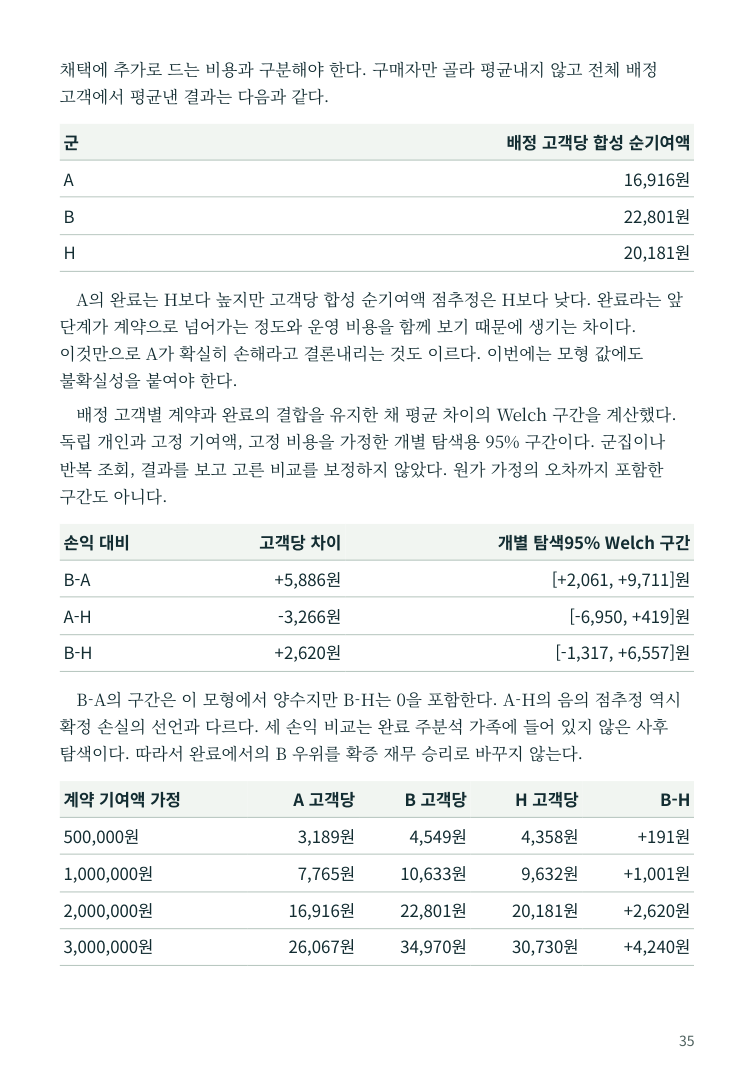 채택에 추가로 드는 비용과 구분해야 한다. 구매자만 골라 평균내지 않고 전체 배정
고객에서 평균낸 결과는 다음과 같다.
군 배정 고객당 합성 순기여액
A 16,916원
B 22,801원
H 20,181원
A의 완료는 H보다 높지만 고객당 합성 순기여액 점추정은 H보다 낮다. 완료라는 앞
단계가 계약으로 넘어가는 정도와 운영 비용을 함께 보기 때문에 생기는 차이다.
이것만으로 A가 확실히 손해라고 결론내리는 것도 이르다. 이번에는 모형 값에도
불확실성을 붙여야 한다.
배정 고객별 계약과 완료의 결합을 유지한 채 평균 차이의 Welch 구간을 계산했다.
독립 개인과 고정 기여액, 고정 비용을 가정한 개별 탐색용 95% 구간이다. 군집이나
반복 조회, 결과를 보고 고른 비교를 보정하지 않았다. 원가 가정의 오차까지 포함한
구간도 아니다.
손익 대비 고객당 차이 개별 탐색95% Welch 구간
B-A +5,886원 [+2,061, +9,711]원
A-H -3,266원 [-6,950, +419]원
B-H +2,620원 [-1,317, +6,557]원
B-A의 구간은 이 모형에서 양수지만 B-H는 0을 포함한다. A-H의 음의 점추정 역시
확정 손실의 선언과 다르다. 세 손익 비교는 완료 주분석 가족에 들어 있지 않은 사후
탐색이다. 따라서 완료에서의 B 우위를 확증 재무 승리로 바꾸지 않는다.
계약 기여액 가정 A 고객당 B 고객당 H 고객당 B-H
500,000원 3,189원 4,549원 4,358원 +191원
1,000,000원 7,765원 10,633원 9,632원 +1,001원
2,000,000원 16,916원 22,801원 20,181원 +2,620원
3,000,000원 26,067원 34,970원 30,730원 +4,240원
35